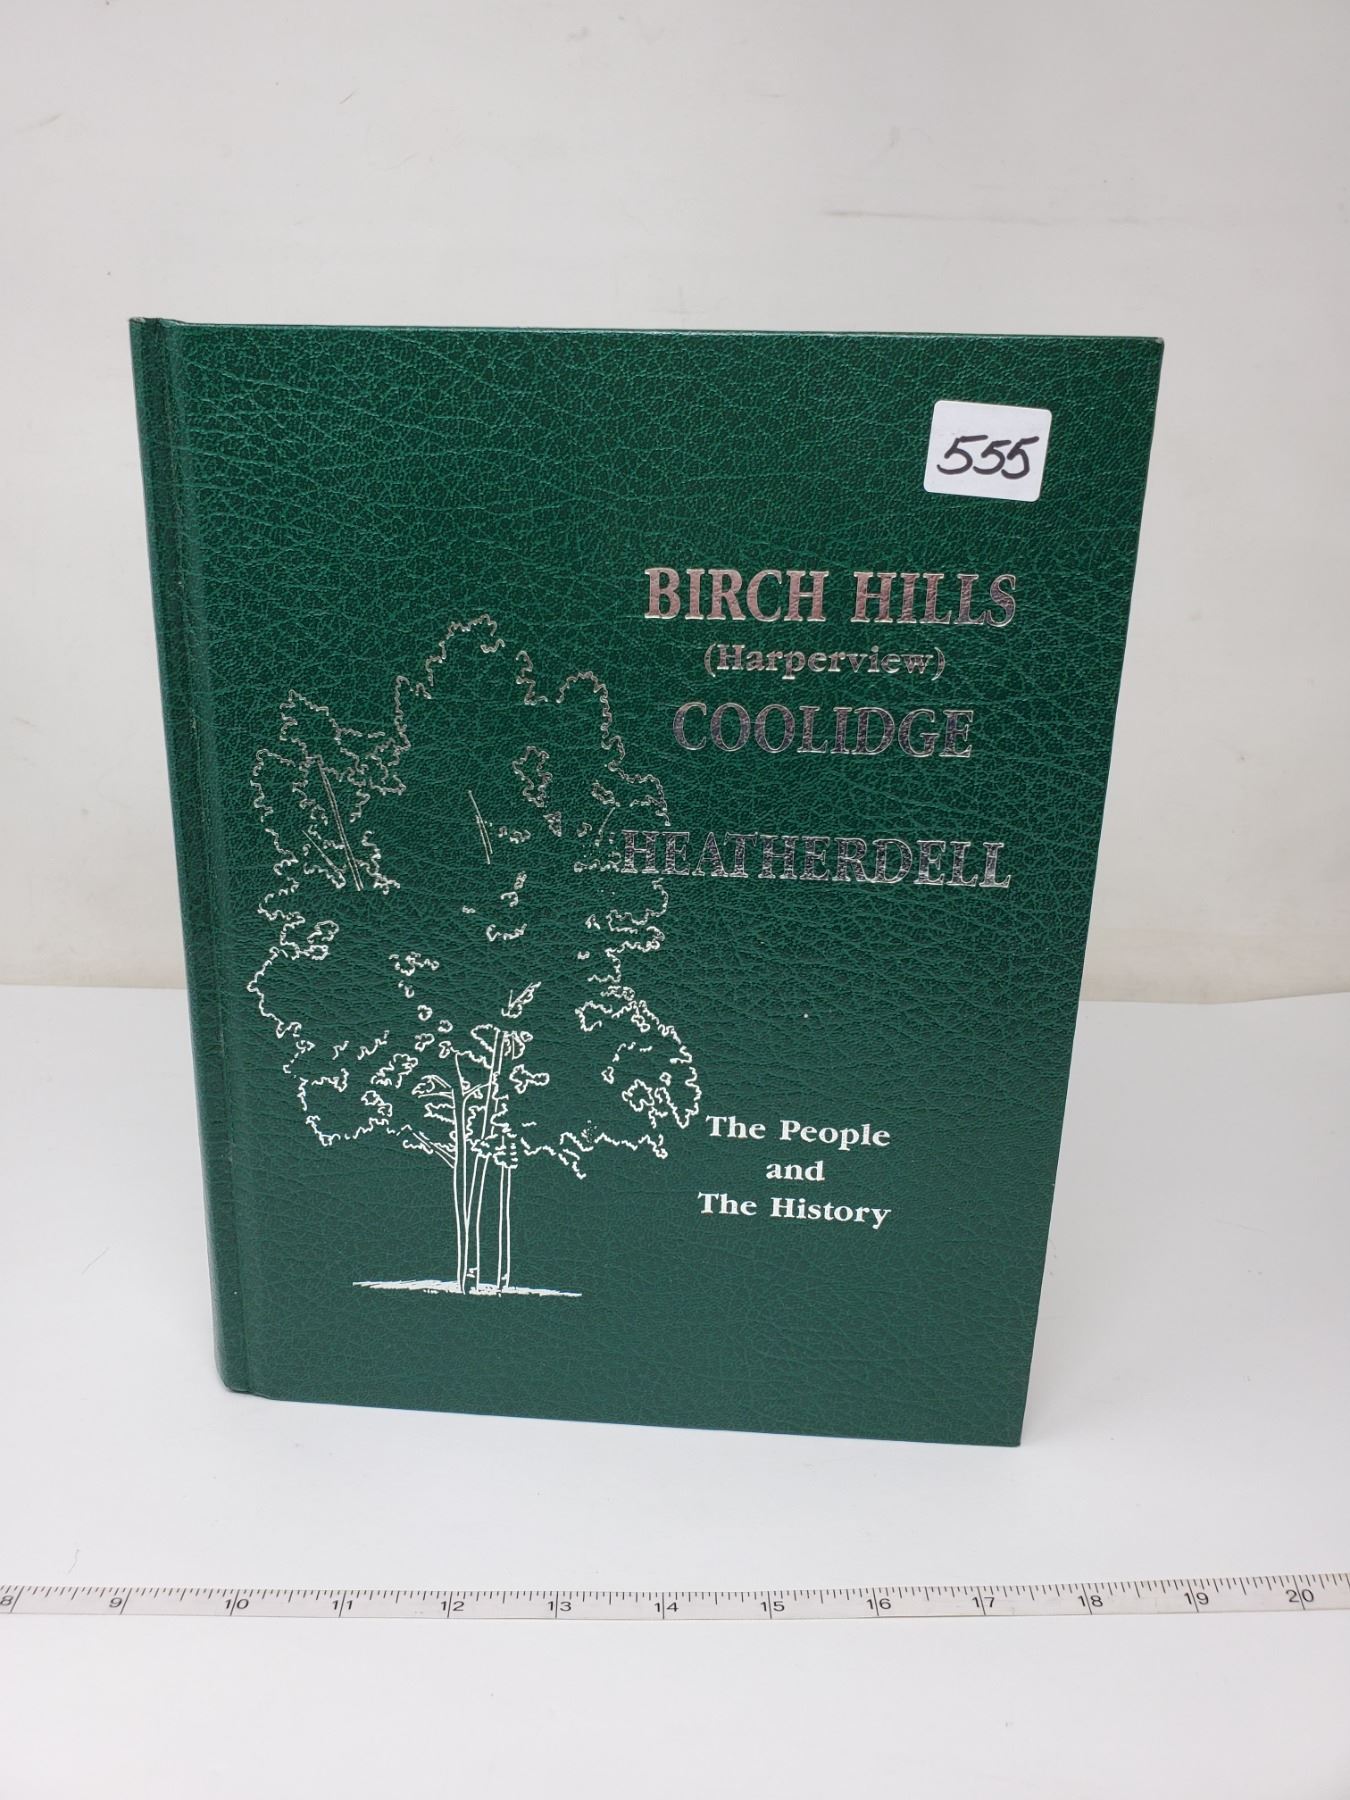 555
BIRCH HILLS
(Harperview)
COOLIDGE
HEATHERDELL
The People
and
The History
8 9 10 11 12 13 14 15 16 17 18 19 20